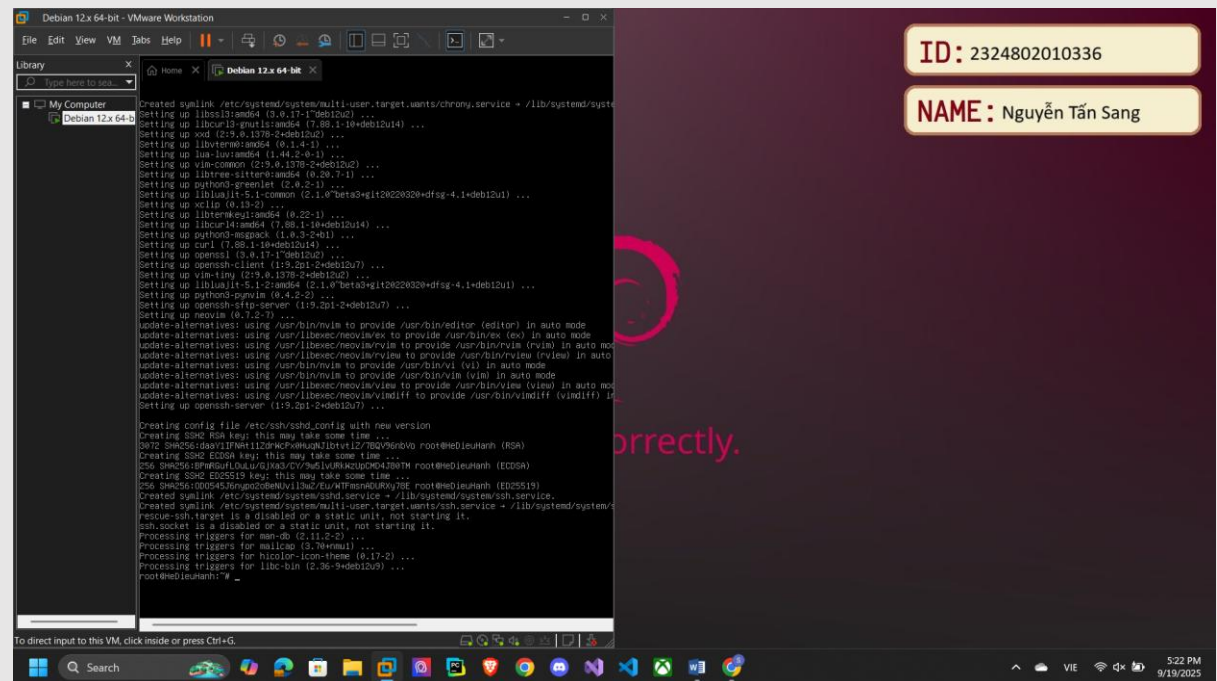 Debian 12.x 64-bit - VMware Workstation
File Edit View VM Tabs Help
Library
Type here to sea...
My Computer
Debian 12.x 64-b
Home
Debian 12.x 64-bit
Created symlink /etc/systemd/system/multi-user.target.wants/chrony.service → /lib/systemd/syste
Setting up libssl3:amd64 (3.0.17-1~deb12u2) ...
Setting up libcurl3-gnutls:amd64 (7.88.1-10+deb12u14) ...
Setting up xxd (2:9.0.1378-2+deb12u2) ...
Setting up libvterm0:amd64 (0.1.4-1) ...
Setting up lua-luv:amd64 (1.44.2-0-1) ...
Setting up vim-common (2:9.0.1378-2+deb12u2) ...
Setting up libtree-sitter0:amd64 (0.20.7-1) ...
Setting up python3-greenlet (2.0.2-1) ...
Setting up libluajit-5.1-common (2.1.0~beta3+git20220320+dfsg-4.1+deb12u1) ...
Setting up xclip (0.13-2) ...
Setting up libtermkey1:amd64 (0.22-1) ...
Setting up libcurl4:amd64 (7.88.1-10+deb12u14) ...
Setting up python3-msgpack (1.0.3-2+b1) ...
Setting up curl (7.88.1-10+deb12u14) ...
Setting up openssl (3.0.17-1~deb12u2) ...
Setting up openssh-client (1:9.2p1-2+deb12u7) ...
Setting up vim-tiny (2:9.0.1378-2+deb12u2) ...
Setting up libluajit-5.1-2:amd64 (2.1.0~beta3+git20220320+dfsg-4.1+deb12u1) ...
Setting up python3-pynvim (0.4.2-2) ...
Setting up openssh-sftp-server (1:9.2p1-2+deb12u7) ...
Setting up neovim (0.7.2-7) ...
update-alternatives: using /usr/bin/nvim to provide /usr/bin/editor (editor) in auto mode
update-alternatives: using /usr/libexec/neovim/ex to provide /usr/bin/ex (ex) in auto mode
update-alternatives: using /usr/libexec/neovim/rvim to provide /usr/bin/rvim (rvim) in auto mod
update-alternatives: using /usr/libexec/neovim/rview to provide /usr/bin/rview (rview) in auto
update-alternatives: using /usr/bin/nvim to provide /usr/bin/vi (vi) in auto mode
update-alternatives: using /usr/bin/nvim to provide /usr/bin/vim (vim) in auto mode
update-alternatives: using /usr/libexec/neovim/view to provide /usr/bin/view (view) in auto mod
update-alternatives: using /usr/libexec/neovim/vimdiff to provide /usr/bin/vimdiff (vimdiff) in
Setting up openssh-server (1:9.2p1-2+deb12u7) ...
Creating config file /etc/ssh/sshd_config with new version
Creating SSH2 RSA key; this may take some time ...
3072 root@HeDieuHanh (RSA)
Creating SSH2 ECDSA key; this may take some time ...
256 root@HeDieuHanh (ECDSA)
Creating SSH2 ED25519 key; this may take some time ...
256 root@HeDieuHanh (ED25519)
Created symlink /etc/systemd/system/sshd.service → /lib/systemd/system/ssh.service.
Created symlink /etc/systemd/system/multi-user.target.wants/ssh.service → /lib/systemd/system/s
rescue-ssh.target is a disabled or a static unit, not starting it.
ssh.socket is a disabled or a static unit, not starting it.
Processing triggers for man-db (2.11.2-2) ...
Processing triggers for mailcap (3.70+nmu1) ...
Processing triggers for hicolor-icon-theme (0.17-2) ...
Processing triggers for libc-bin (2.36-9+deb12u9) ...
root@HeDieuHanh:~# _
To direct input to this VM, click inside or press Ctrl+G.
ID: 2324802010336
NAME: Nguyễn Tấn Sang
orrectly.
Search
VIE
5:22 PM
9/19/2025